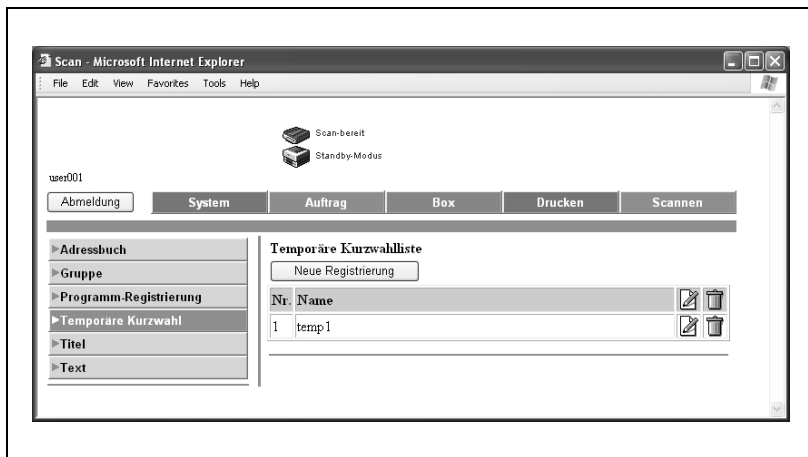 Scan - Microsoft Internet Explorer
File Edit View Favorites Tools Help
Scan-bereit
Standby-Modus
user001
Abmeldung System Auftrag Box Drucken Scannen
Adressbuch
Gruppe
Programm-Registrierung
Temporäre Kurzwahl
Titel
Text
Temporäre Kurzwahlliste
Neue Registrierung
Nr. Name
1 temp1